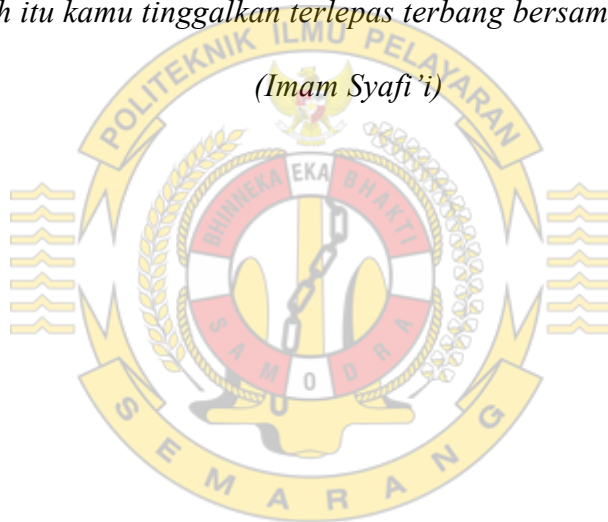 h itu kamu tinggalkan terlepas terbang bersam
(Imam Syafi’i)
POLITEKNIK ILMU PELAYARAN
BHINNEKA EKA BHAKTI
SAMODRA
SEMARANG